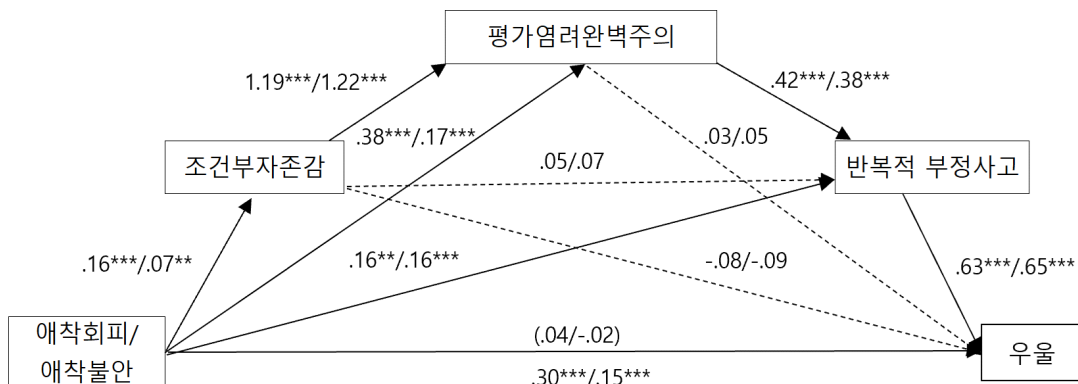 평가염려완벽주의
1.19***/1.22***
.42***/.38***
.38***/.17***
.03/.05
조건부자존감
.05/.07
반복적 부정사고
.16***/.07**
.16**/.16***
-.08/-.09
.63***/.65***
애착회피/
애착불안
(.04/-.02)
우울
.30***/.15***